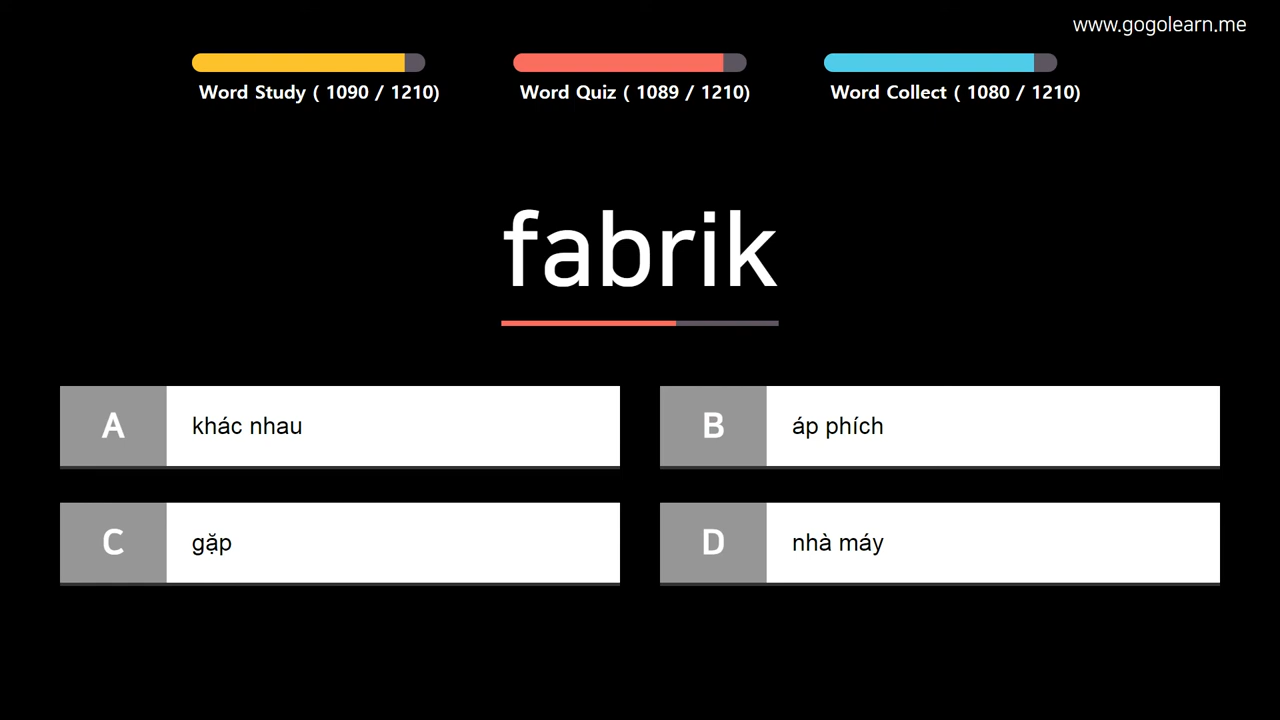 www.gogolearn.me
Word Study ( 1090 / 1210)
Word Quiz ( 1089 / 1210)
Word Collect ( 1080 / 1210)
fabrik
A khác nhau
B áp phích
C gặp
D nhà máy